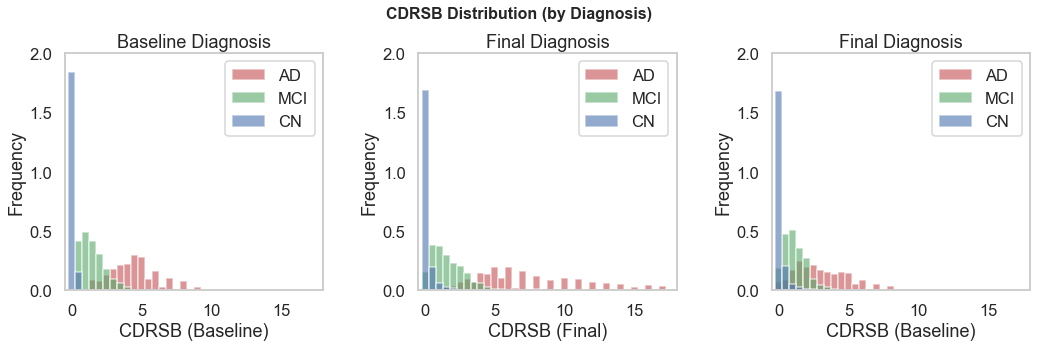 CDRSB Distribution (by Diagnosis)
Baseline Diagnosis
Frequency
2.0
1.5
1.0
0.5
0.0
AD
MCI
CN
0 5 10 15
CDRSB (Baseline)
Final Diagnosis
Frequency
2.0
1.5
1.0
0.5
0.0
AD
MCI
CN
0 5 10 15
CDRSB (Final)
Final Diagnosis
Frequency
2.0
1.5
1.0
0.5
0.0
AD
MCI
CN
0 5 10 15
CDRSB (Baseline)